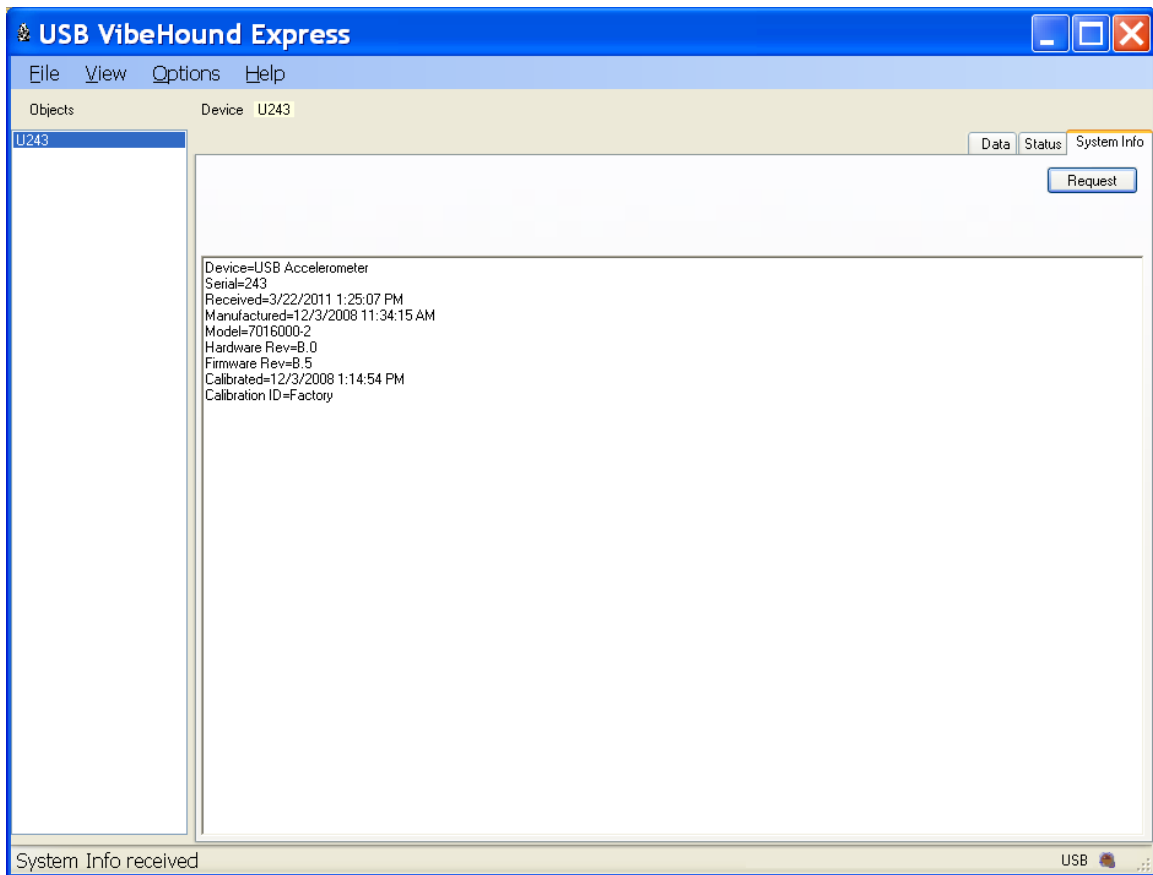 USB VibeHound Express
File View Options Help
Objects Device U243
U243
Data Status System Info
Request
Device=USB Accelerometer
Serial=243
Received=3/22/2011 1:25:07 PM
Manufactured=12/3/2008 11:34:15 AM
Model=7016000-2
Hardware Rev=B.0
Firmware Rev=B.5
Calibrated=12/3/2008 1:14:54 PM
Calibration ID=Factory
System Info received USB